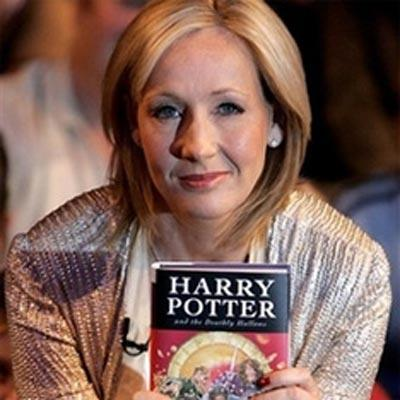 HARRY
POTTER
and the Deathly Hallows